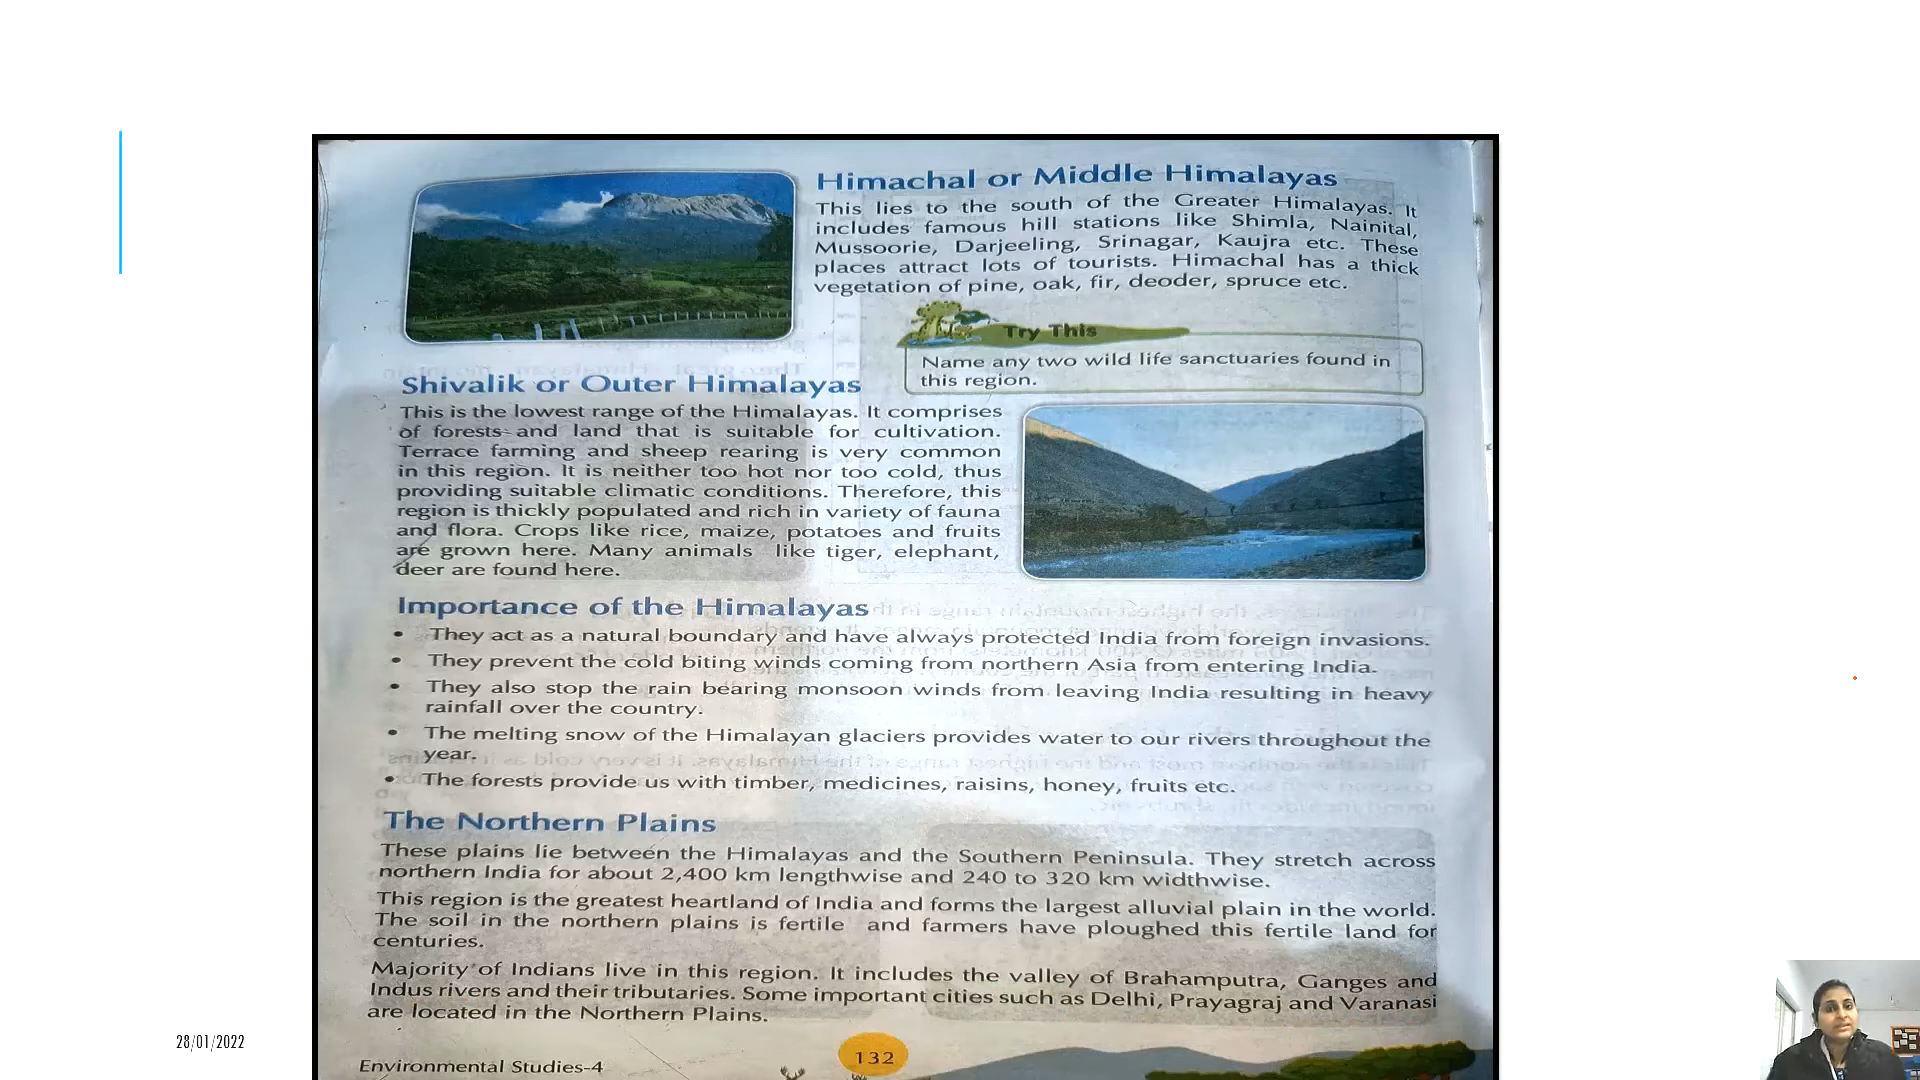 Himachal or Middle Himalayas
This lies to the south of the Greater Himalayas. It
includes famous hill stations like Shimla, Nainital,
Mussoorie, Darjeeling, Srinagar, Kaujra etc. These
places attract lots of tourists. Himachal has a thick
vegetation of pine, oak, fir, deoder, spruce etc.
Try This
Name any two wild life sanctuaries found in
this region.
Shivalik or Outer Himalayas
This is the lowest range of the Himalayas. It comprises
of forests and land that is suitable for cultivation.
Terrace farming and sheep rearing is very common
in this region. It is neither too hot nor too cold, thus
providing suitable climatic conditions. Therefore, this
region is thickly populated and rich in variety of fauna
and flora. Crops like rice, maize, potatoes and fruits
are grown here. Many animals like tiger, elephant,
deer are found here.
Importance of the Himalayas
• They act as a natural boundary and have always protected India from foreign invasions.
• They prevent the cold biting winds coming from northern Asia from entering India.
• They also stop the rain bearing monsoon winds from leaving India resulting in heavy
rainfall over the country.
• The melting snow of the Himalayan glaciers provides water to our rivers throughout the
year.
• The forests provide us with timber, medicines, raisins, honey, fruits etc.
The Northern Plains
These plains lie between the Himalayas and the Southern Peninsula. They stretch across
northern India for about 2,400 km lengthwise and 240 to 320 km widthwise.
This region is the greatest heartland of India and forms the largest alluvial plain in the world.
The soil in the northern plains is fertile and farmers have ploughed this fertile land for
centuries.
Majority of Indians live in this region. It includes the valley of Brahamputra, Ganges and
Indus rivers and their tributaries. Some important cities such as Delhi, Prayagraj and Varanasi
are located in the Northern Plains.
28/01/2022
Environmental Studies-4
132